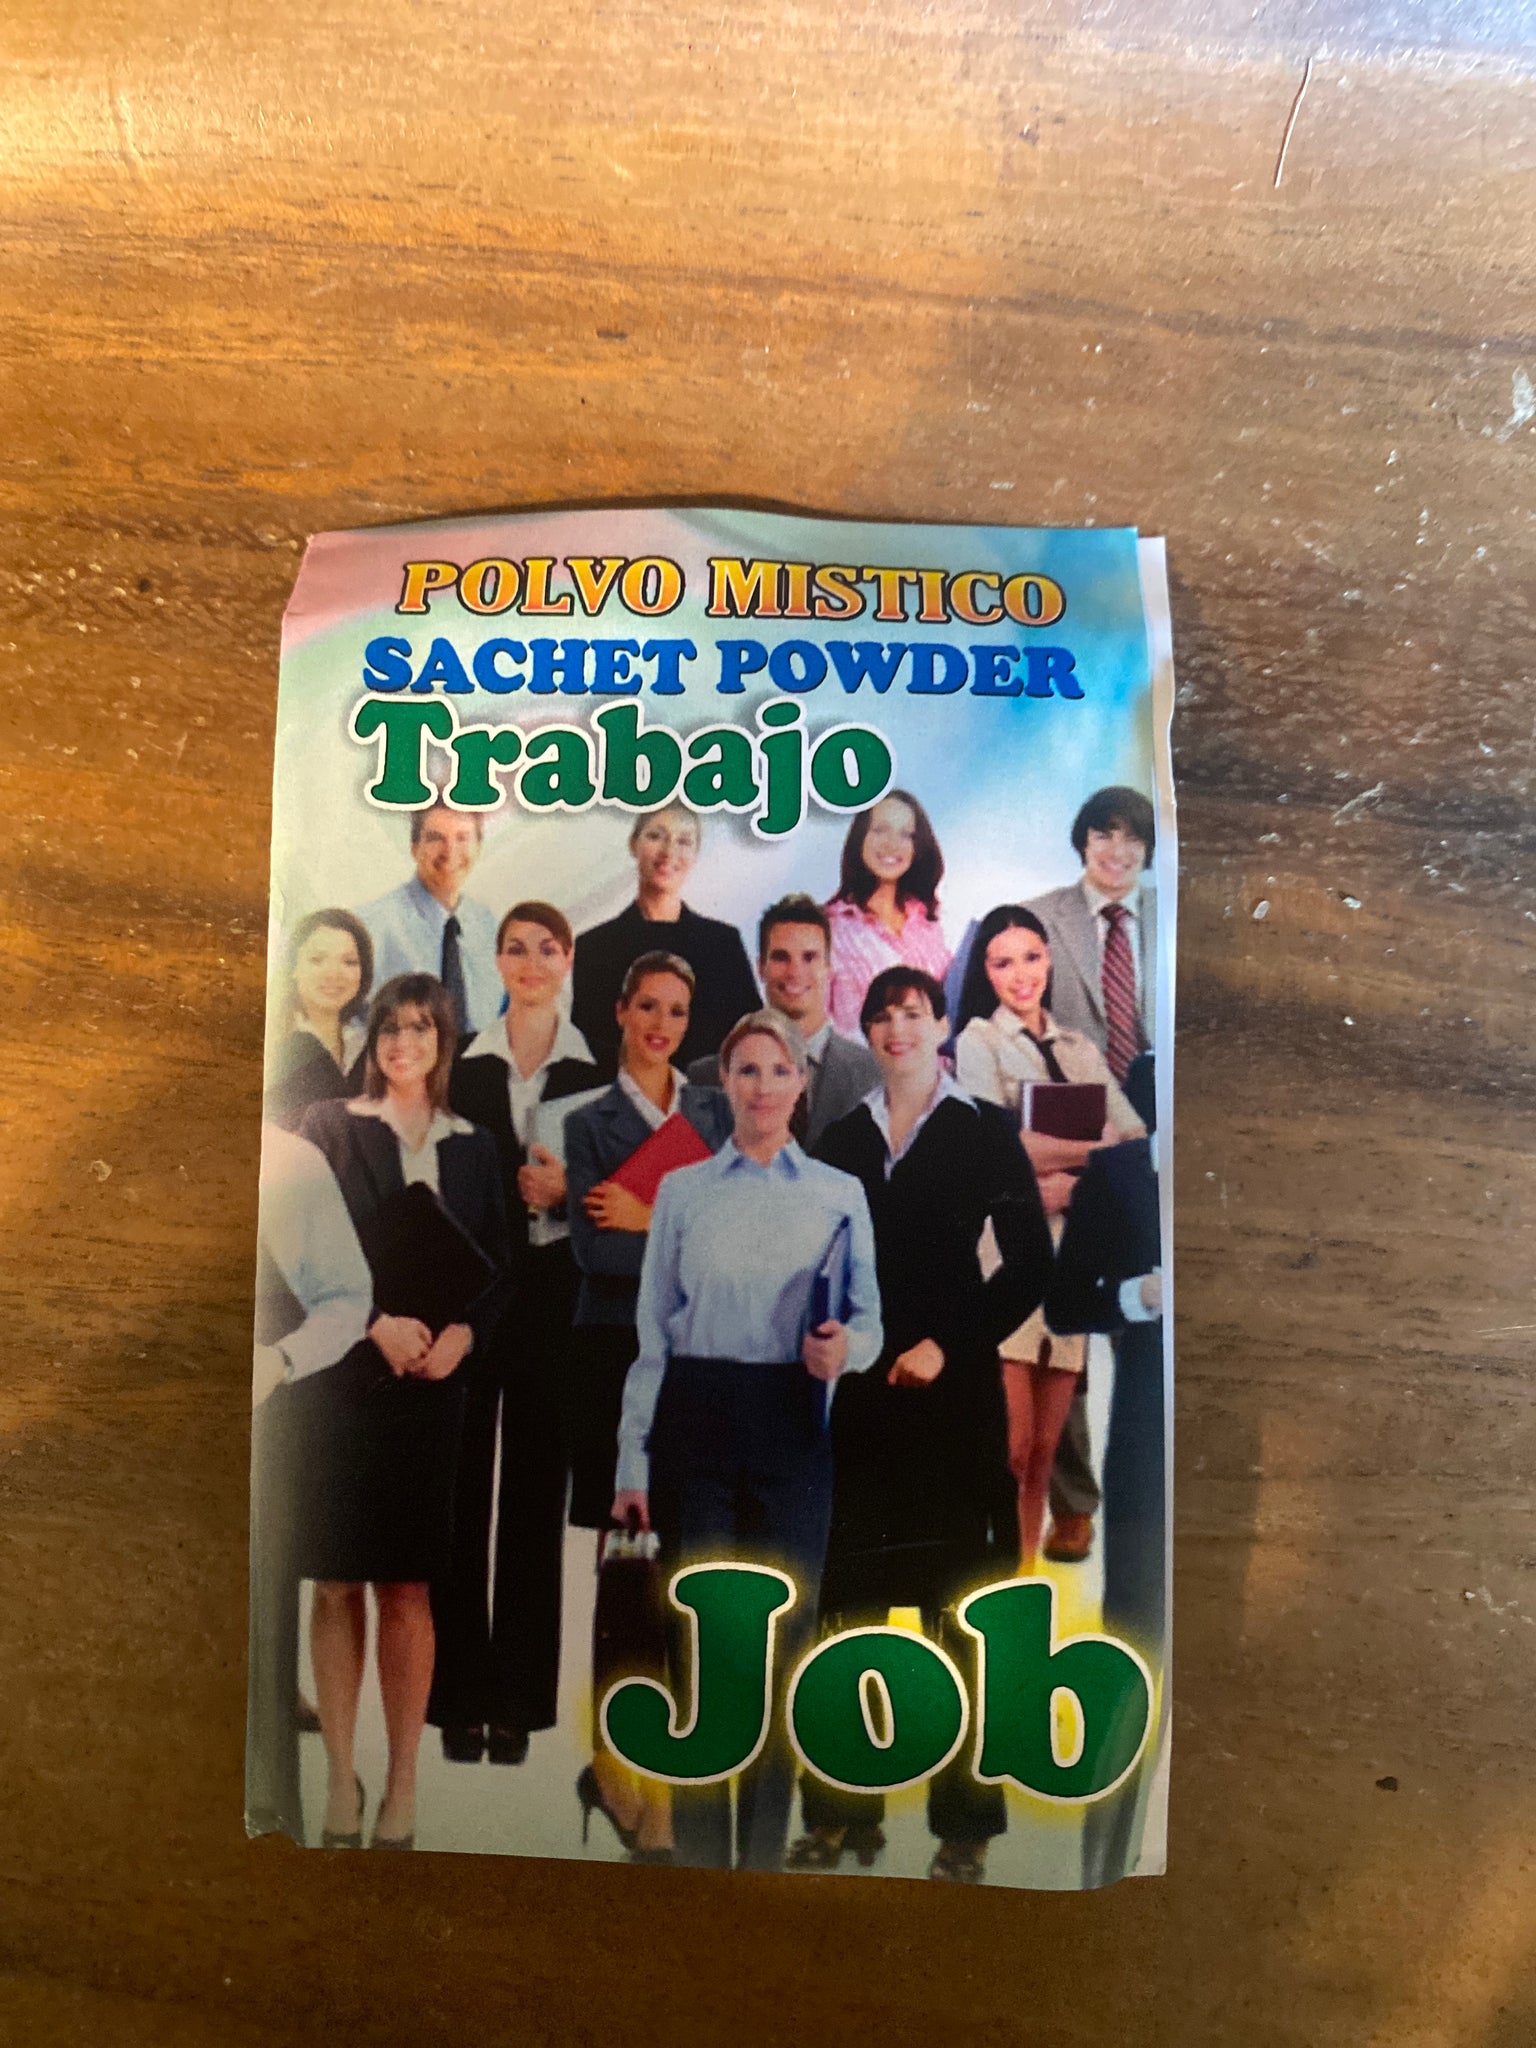 POLVO MISTICO
SACHET POWDER
Trabajo
Job